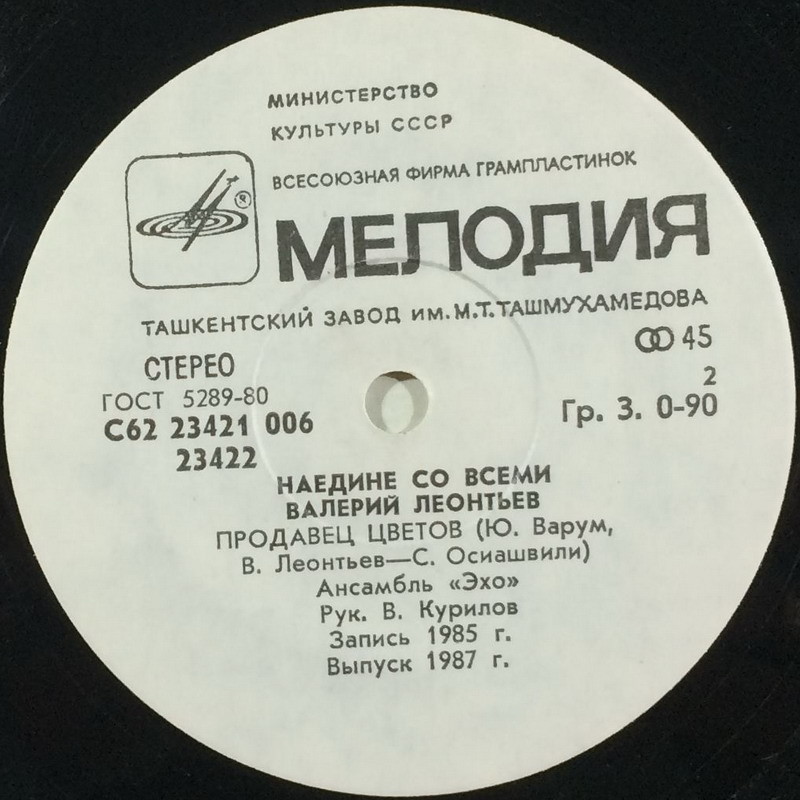 МИНИСТЕРСТВО
КУЛЬТУРЫ СССР
ВСЕСОЮЗНАЯ ФИРМА ГРАМПЛАСТИНОК
®
МЕЛОДИЯ
ТАШКЕНТСКИЙ ЗАВОД ИМ. М.Т. ТАШМУХАМЕДОВА
СТЕРЕО
45
ГОСТ 5289-80
2
С62 23421 006
Гр. 3. 0-90
23422
НАЕДИНЕ СО ВСЕМИ
ВАЛЕРИЙ ЛЕОНТЬЕВ
ПРОДАВЕЦ ЦВЕТОВ (Ю. Варум,
В. Леонтьев—С. Осиашвили)
Ансамбль «Эхо»
Рук. В. Курилов
Запись 1985 г.
Выпуск 1987 г.